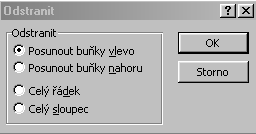 Odstranit
Odstranit
Posunout buňky vlevo
Posunout buňky nahoru
Celý řádek
Celý sloupec
OK
Storno